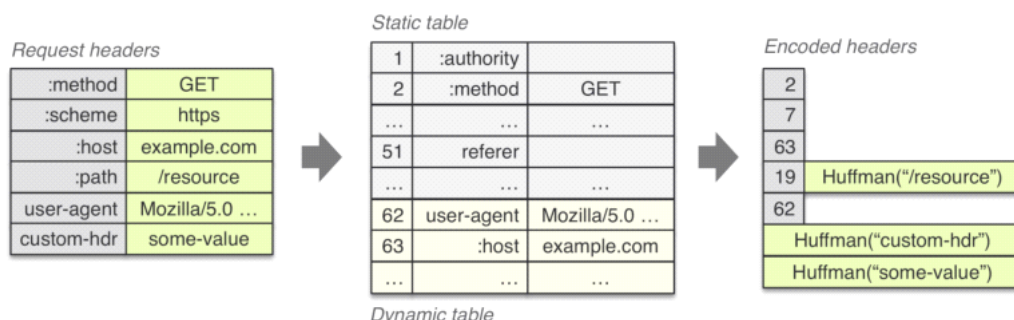 Static table
Request headers
Encoded headers
:method GET
:scheme https
:host example.com
:path /resource
user-agent Mozilla/5.0 ...
custom-hdr some-value
1 :authority
2 :method GET
... ... ...
51 referer
... ... ...
62 user-agent Mozilla/5.0 ...
63 :host example.com
... ... ...
Dynamic table
2
7
63
19 Huffman("/resource")
62
Huffman("custom-hdr")
Huffman("some-value")